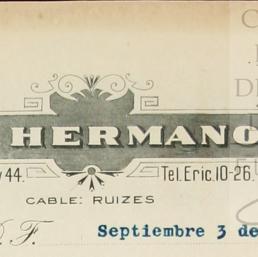 HERMANO
44. Tel. Eric. 10-26.
CABLE: RUIZES
D. F. Septiembre 3 de